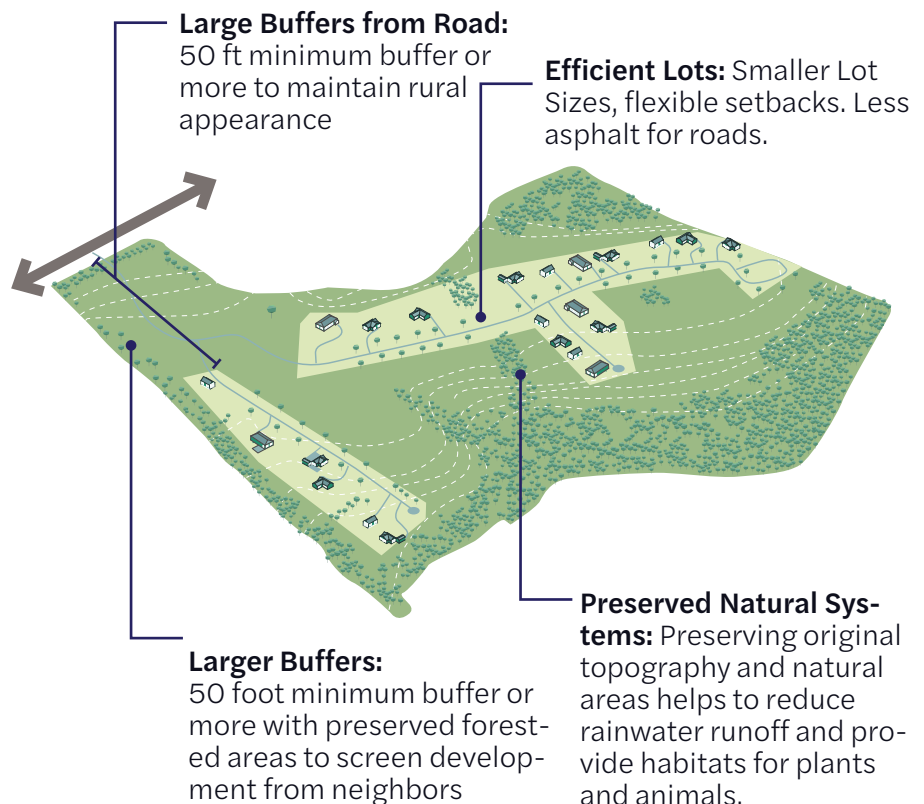 Large Buffers from Road:
50 ft minimum buffer or
more to maintain rural
appearance
Efficient Lots: Smaller Lot
Sizes, flexible setbacks. Less
asphalt for roads.
Larger Buffers:
50 foot minimum buffer or
more with preserved forest-
ed areas to screen develop-
ment from neighbors
Preserved Natural Sys-
tems: Preserving original
topography and natural
areas helps to reduce
rainwater runoff and pro-
vide habitats for plants
and animals.